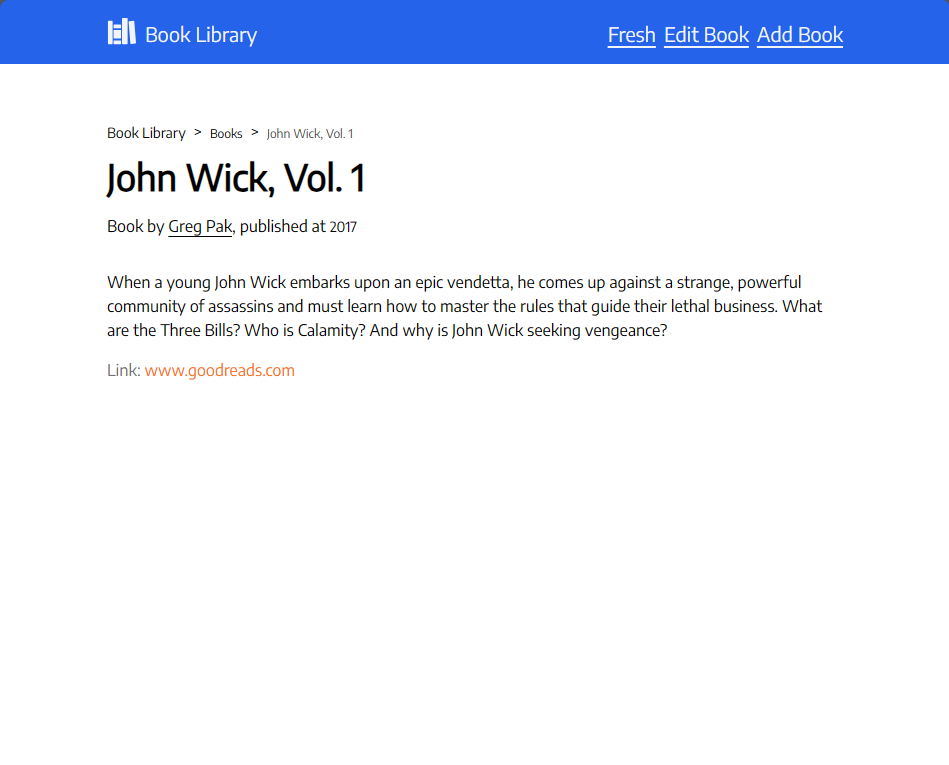 Book Library
Fresh Edit Book Add Book
Book Library > Books > John Wick, Vol. 1
John Wick, Vol. 1
Book by Greg Pak, published at 2017
When a young John Wick embarks upon an epic vendetta, he comes up against a strange, powerful
community of assassins and must learn how to master the rules that guide their lethal business. What
are the Three Bills? Who is Calamity? And why is John Wick seeking vengeance?
Link: www.goodreads.com